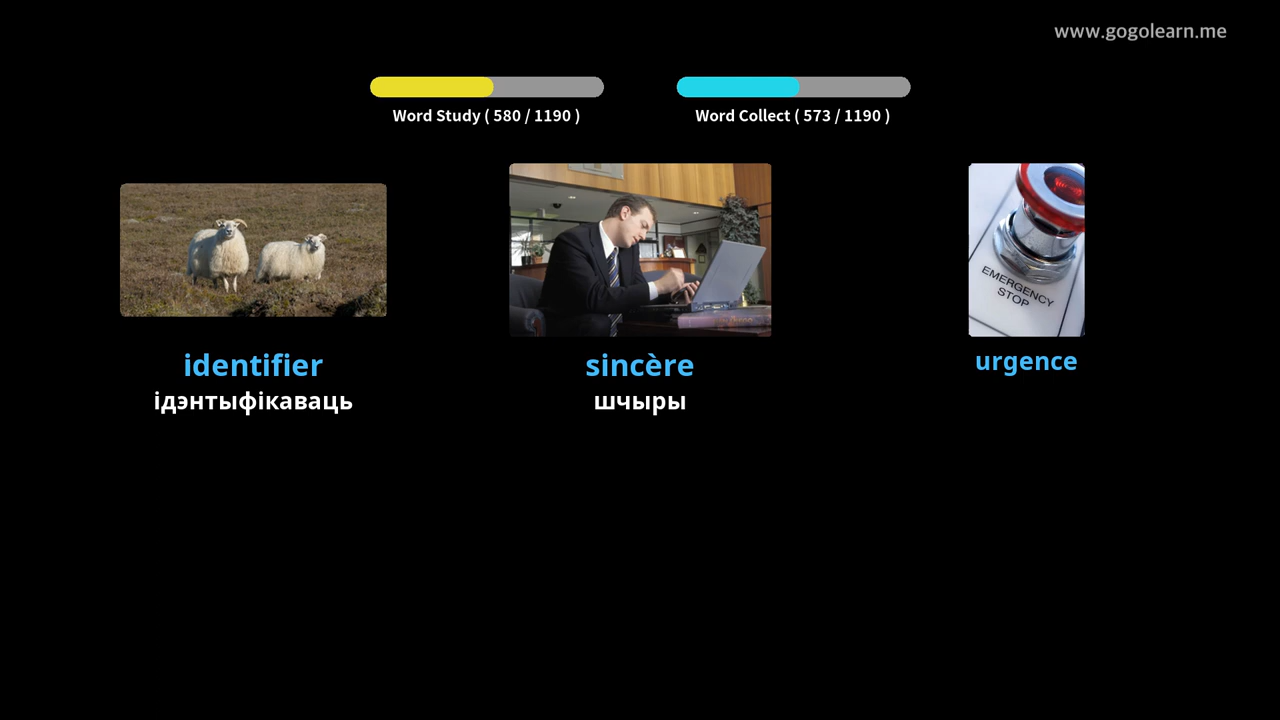 www.gogolearn.me
Word Study ( 580 / 1190 )
Word Collect ( 573 / 1190 )
EMERGENCY
STOP
identifier
ідэнтыфікаваць
sincère
шчыры
urgence